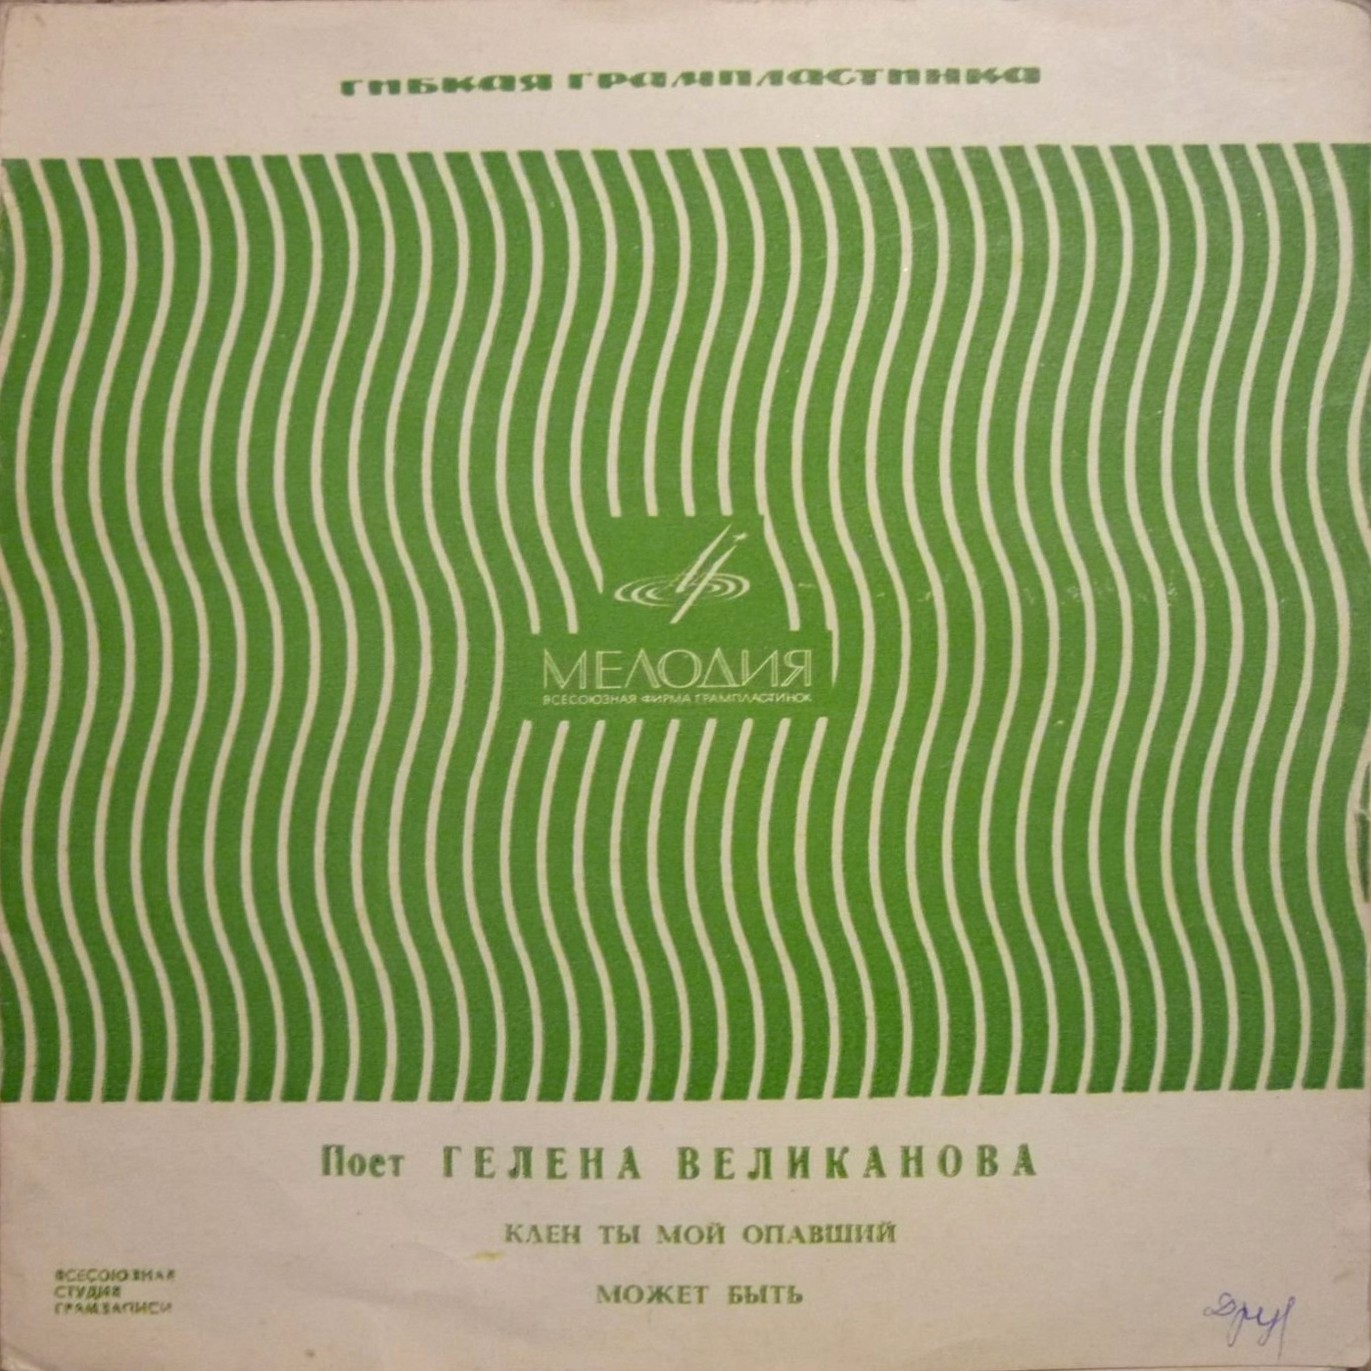 ГИБКАЯ ГРАМПЛАСТИНКА
МЕЛОДИЯ
ВСЕСОЮЗНАЯ ФИРМА ГРАМПЛАСТИНОК
Поет ГЕЛЕНА ВЕЛИКАНОВА
КЛЕН ТЫ МОЙ ОПАВШИЙ
МОЖЕТ БЫТЬ
ВСЕСОЮЗНАЯ
СТУДИЯ
ГРАМЗАПИСИ